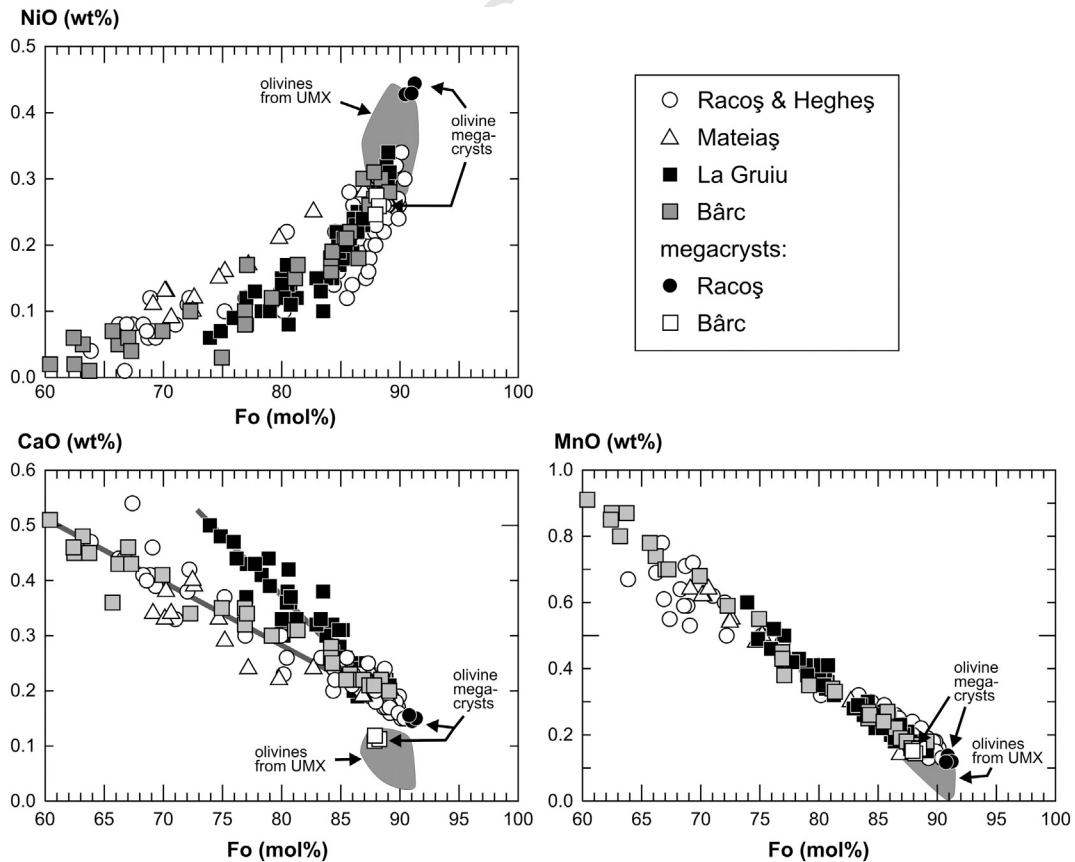 NiO (wt%)
0.5
0.4
0.3
0.2
0.1
0.0
60
70
80
90
100
Fo (mol%)
olivines
from UMX
olivine
mega-
crysts
Racoş & Hegheş
Mateiaş
La Gruiu
Bârc
megacrysts:
Racoş
Bârc
CaO (wt%)
0.6
0.5
0.4
0.3
0.2
0.1
0.0
60
65
70
75
80
85
90
95
100
Fo (mol%)
olivine
mega-
crysts
olivines
from UMX
MnO (wt%)
1.0
0.8
0.6
0.4
0.2
0.0
60
65
70
75
80
85
90
95
100
Fo (mol%)
olivine
mega-
crysts
olivines
from UMX